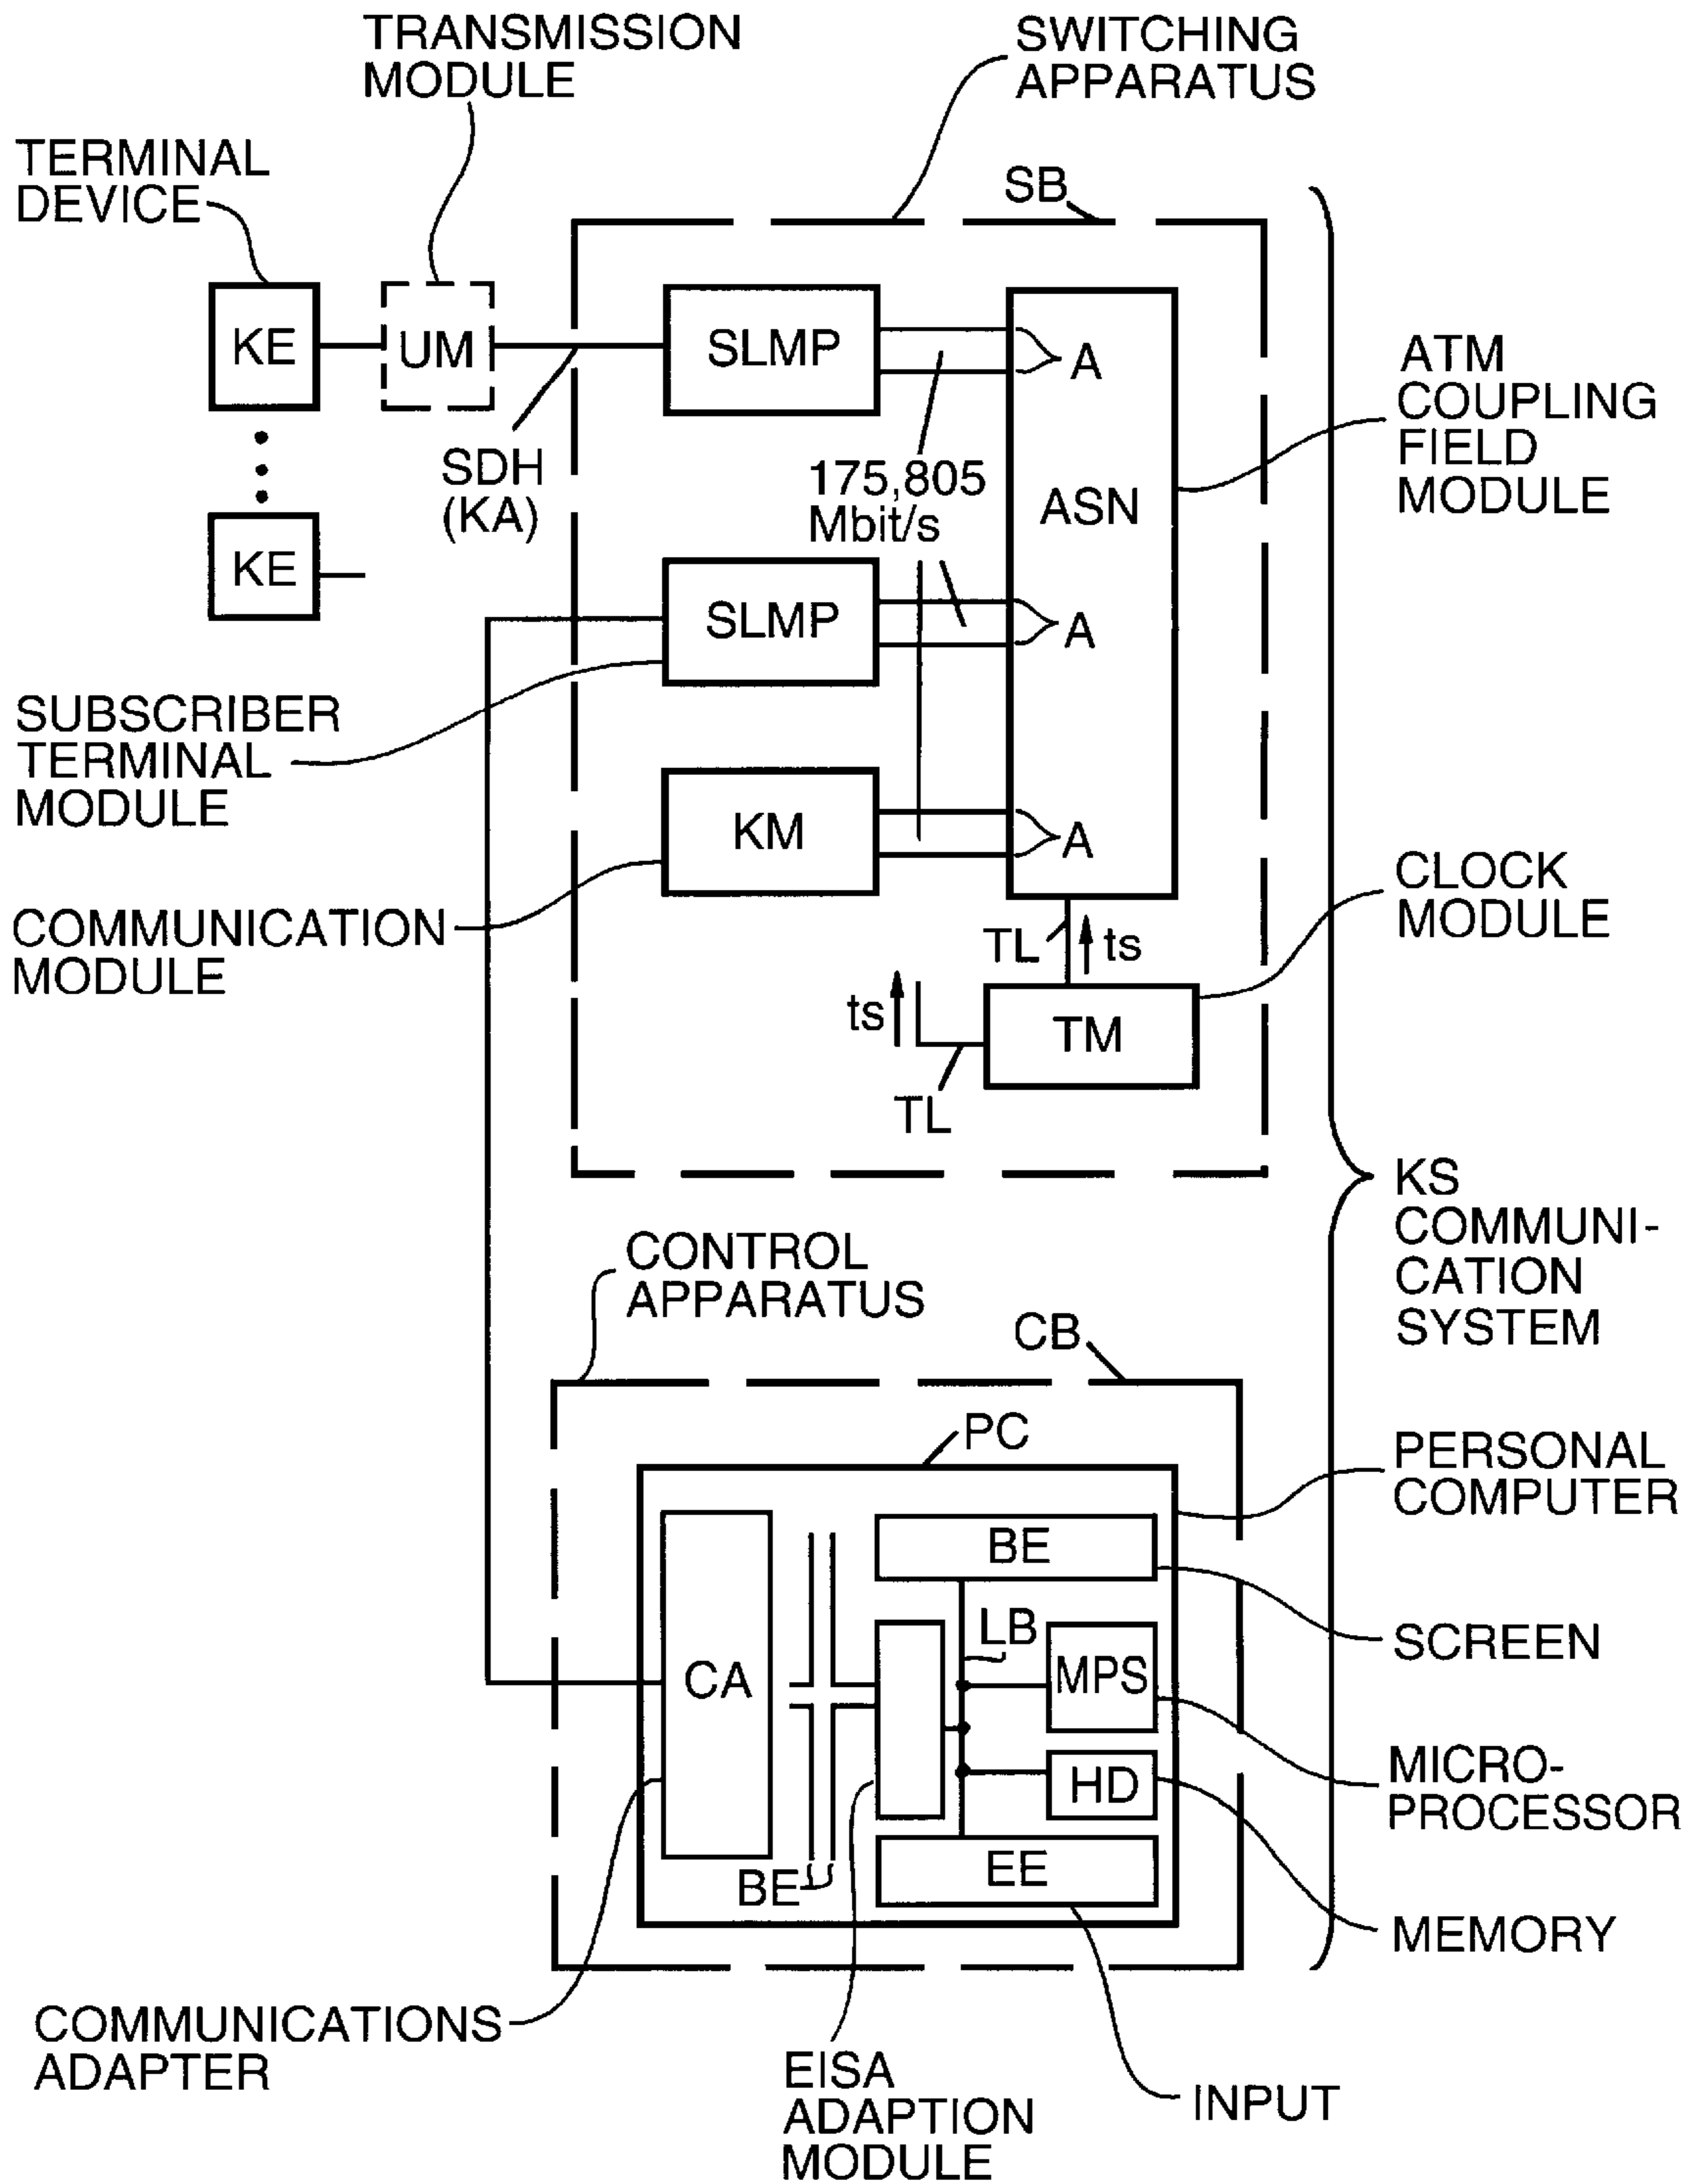 TRANSMISSION
MODULE
SWITCHING
APPARATUS
TERMINAL
DEVICE
SB
KE
UM
SLMP
A
ATM
COUPLING
FIELD
MODULE
SDH
(KA)
175,805
Mbit/s
ASN
KE
SLMP
A
SUBSCRIBER
TERMINAL
MODULE
KM
A
CLOCK
MODULE
COMMUNICATION
MODULE
TL
ts
ts
TM
TL
KS
COMMUNI-
CATION
SYSTEM
CONTROL
APPARATUS
CB
PC
PERSONAL
COMPUTER
BE
LB
SCREEN
CA
MPS
MICRO-
PROCESSOR
HD
BE
EE
MEMORY
COMMUNICATIONS
ADAPTER
EISA
ADAPTION
MODULE
INPUT